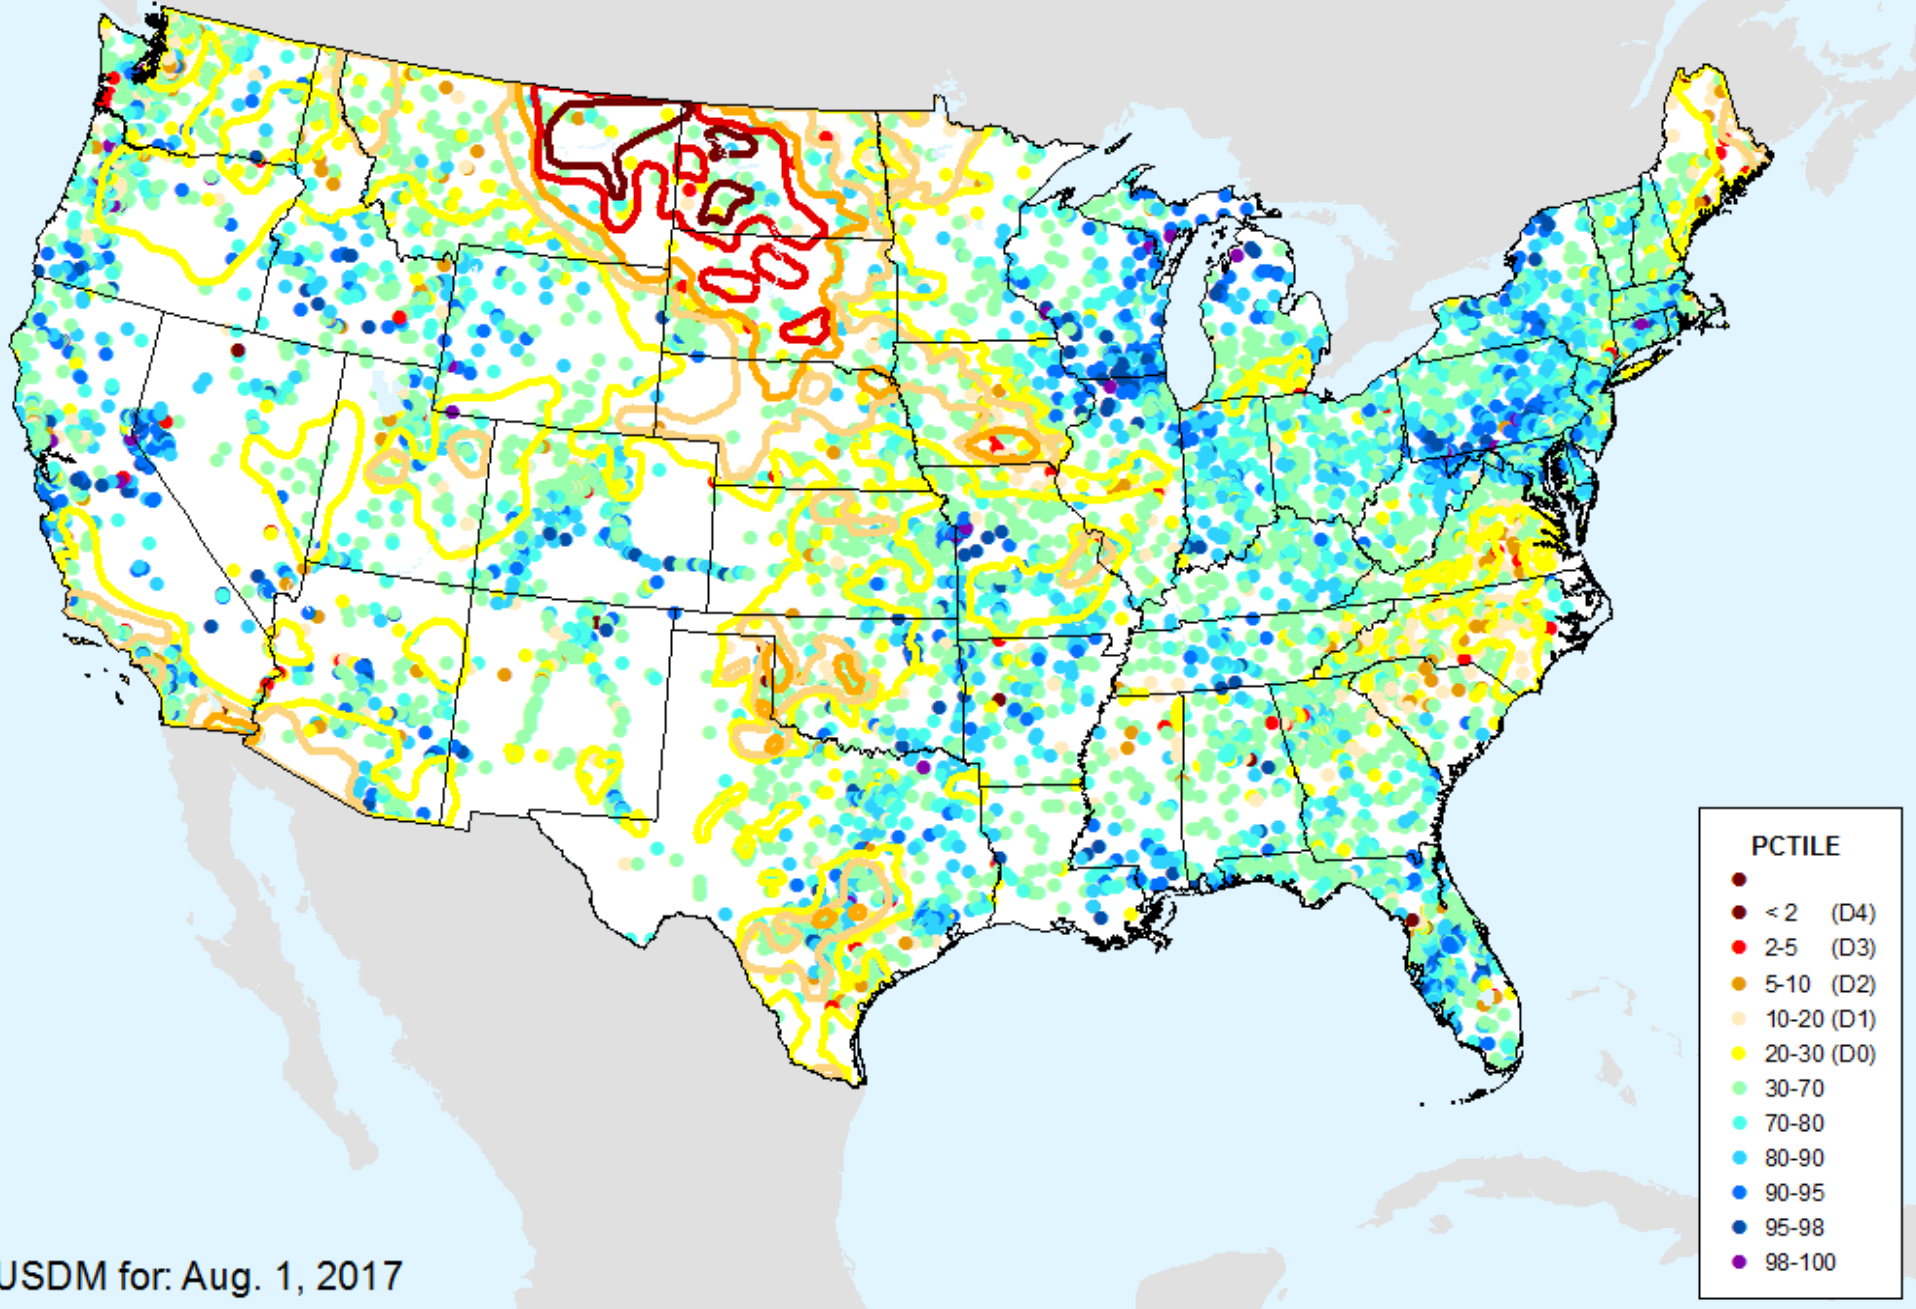 PCTILE
< 2 (D4)
2-5 (D3)
5-10 (D2)
10-20 (D1)
20-30 (D0)
30-70
70-80
80-90
90-95
95-98
98-100
USDM for: Aug. 1, 2017